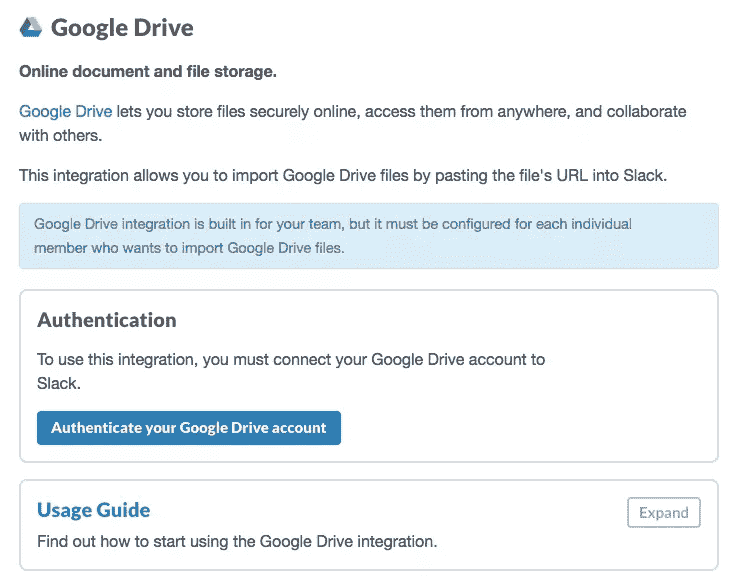 Google Drive
Online document and file storage.
Google Drive lets you store files securely online, access them from anywhere, and collaborate
with others.
This integration allows you to import Google Drive files by pasting the file's URL into Slack.
Google Drive integration is built in for your team, but it must be configured for each individual
member who wants to import Google Drive files.
Authentication
To use this integration, you must connect your Google Drive account to
Slack.
Authenticate your Google Drive account
Usage Guide
Expand
Find out how to start using the Google Drive integration.